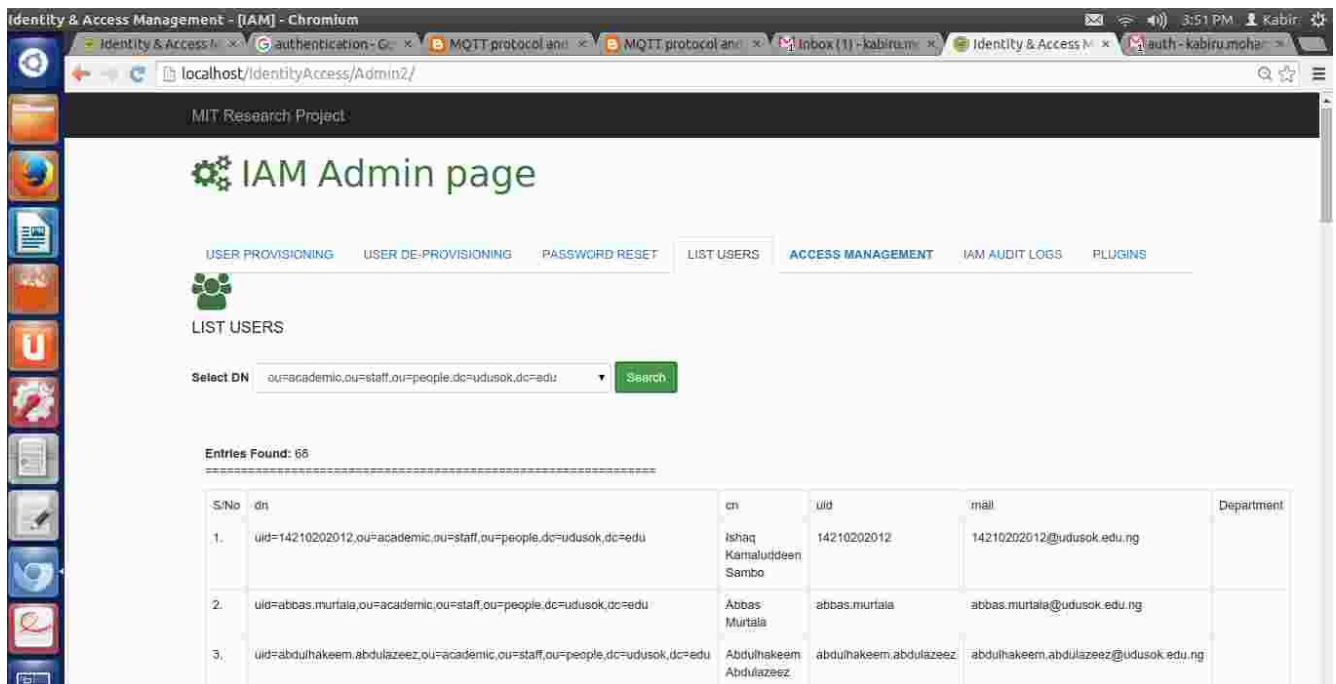 Identity & Access Management - [IAM] - Chromium
3:51 PM Kabir
Identity & Access M authentication - G MQTT protocol and MQTT protocol and Inbox (1) - kabiru.m Identity & Access M auth - kabiru.moha
localhost/IdentityAccess/Admin2/
MIT Research Project
IAM Admin page
USER PROVISIONING USER DE-PROVISIONING PASSWORD RESET LIST USERS ACCESS MANAGEMENT IAM AUDIT LOGS PLUGINS
LIST USERS
Select DN ou=academic,ou=staff,ou=people,dc=udusok,dc=edu Search
Entries Found: 68
S/No dn cn uid mail Department
1. uid=14210202012,ou=academic,ou=staff,ou=people,dc=udusok,dc=edu Ishaq Kamaluddeen Sambo 14210202012 14210202012@udusok.edu.ng
2. uid=abbas.murtala,ou=academic,ou=staff,ou=people,dc=udusok,dc=edu Abbas Murtala abbas.murtala abbas.murtala@udusok.edu.ng
3. uid=abdulhakeem.abdulazeez,ou=academic,ou=staff,ou=people,dc=udusok,dc=edu Abdulhakeem Abdulazeez abdulhakeem.abdulazeez abdulhakeem.abdulazeez@udusok.edu.ng